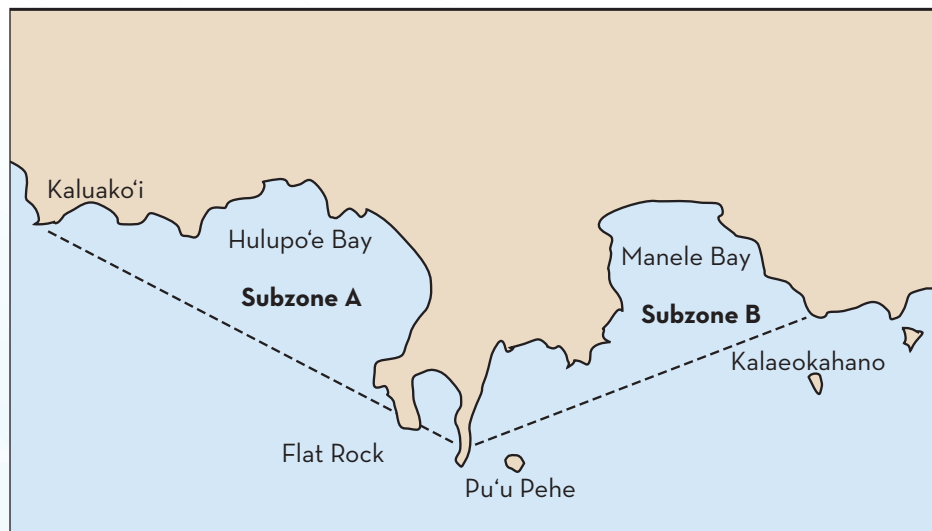 Kaluako‘i
Hulupo‘e Bay
Manele Bay
Subzone A
Subzone B
Kalaeokahano
Flat Rock
Pu‘u Pehe